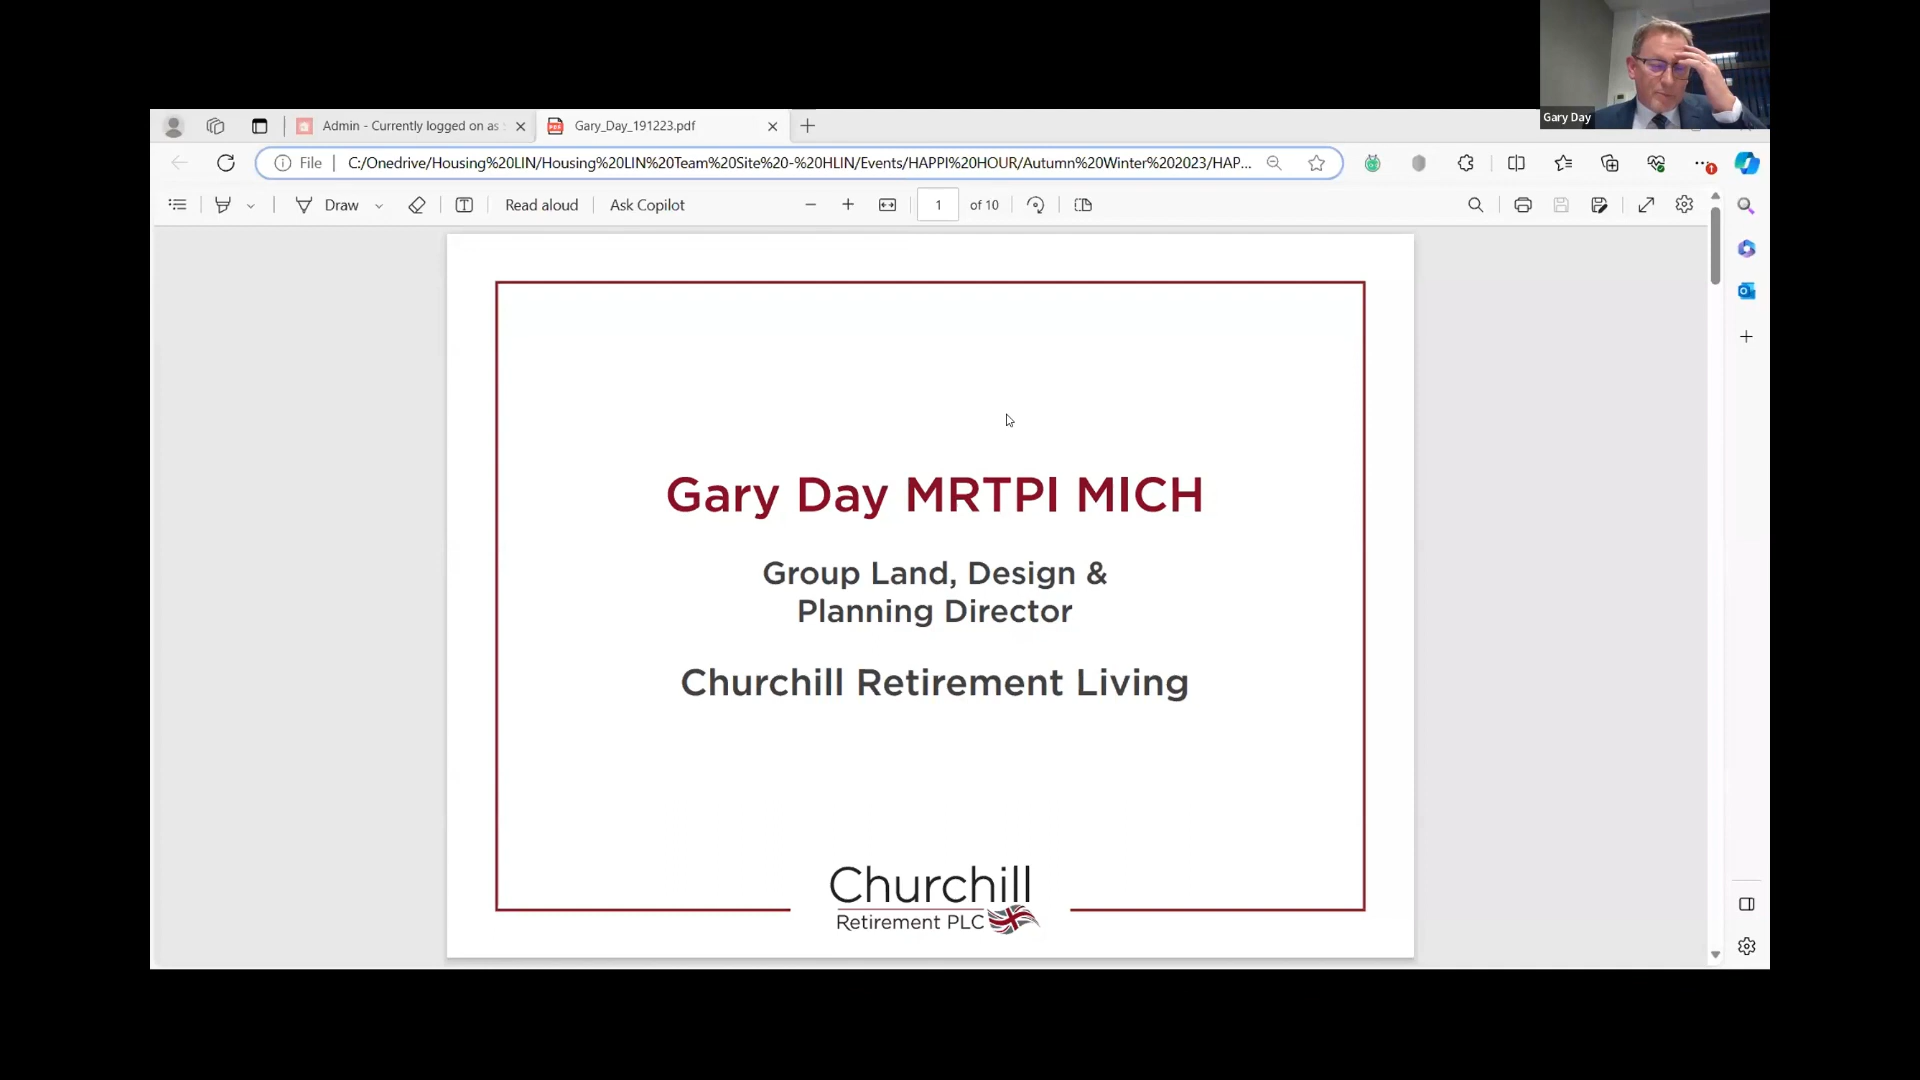 Gary Day
Admin - Currently logged on as
Gary_Day_191223.pdf
File
C:/Onedrive/Housing%20LIN/Housing%20LIN%20Team%20Site%20-%20HLIN/Events/HAPPI%20HOUR/Autumn%20Winter%202023/HAP...
Draw
Read aloud
Ask Copilot
1
of 10
Gary Day MRTPI MICH
Group Land, Design &
Planning Director
Churchill Retirement Living
Churchill
Retirement PLC